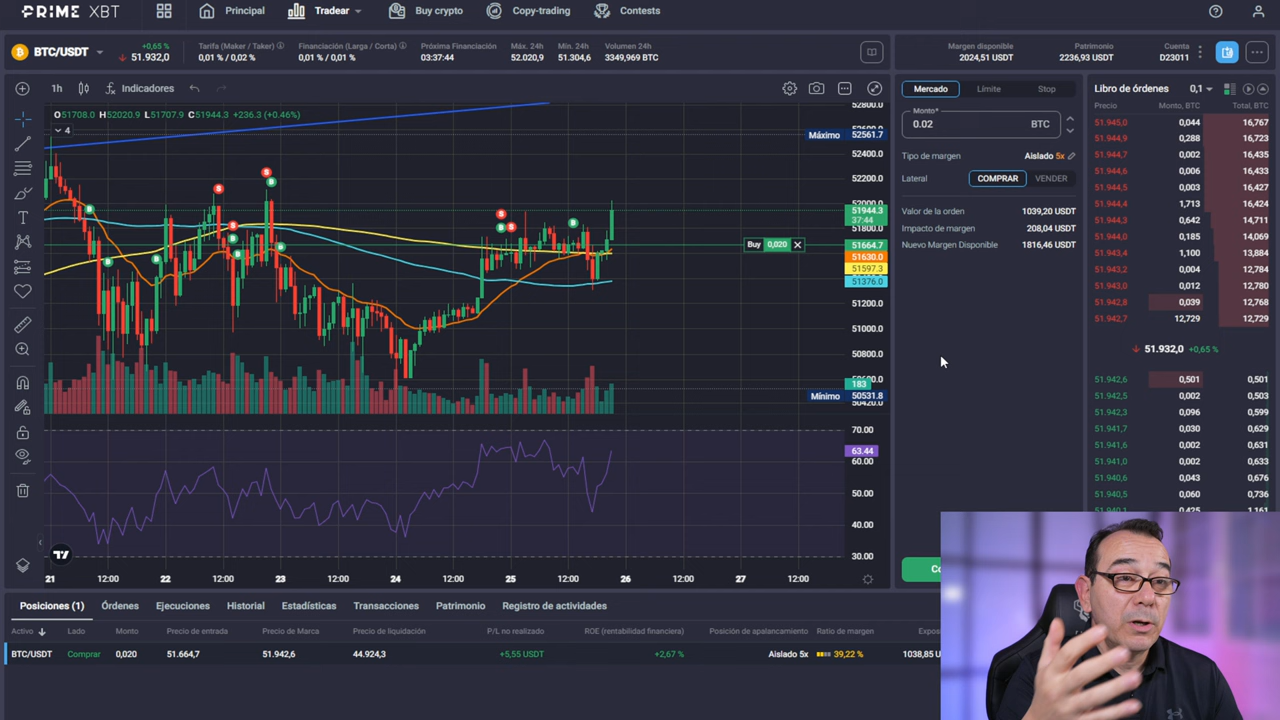 PRIME XBT
Principal
Tradear
Buy crypto
Copy-trading
Contests
BTC/USDT
+0,65 %
51.932,0
Tarifa (Maker / Taker)
0,01 % / 0,02 %
Financiación (Larga / Corta)
0,01 % / 0,01 %
Próxima Financiación
03:37:44
Máx. 24h
52.020,9
Mín. 24h
51.304,6
Volumen 24h
3349,969 BTC
Margen disponible
2024,51 USDT
Patrimonio
2236,93 USDT
Cuenta
D23011
1h
Indicadores
O51708.0 H52020.9 L51707.9 C51944.3 +236.3 (+0.46%)
4
52800.0
Máximo 52561.7
52400.0
52200.0
52000.0
51944.3
37:44
51800.0
Buy 0,020
51664.7
51630.0
51597.3
51376.0
51200.0
51000.0
50800.0
183
Mínimo 50531.8
70.00
63.44
60.00
50.00
40.00
30.00
21 12:00 22 12:00 23 12:00 24 12:00 25 12:00 26 12:00 27 12:00
Mercado
Límite
Stop
Monto*
0.02 BTC
Tipo de margen Aislado 5x
Lateral COMPRAR VENDER
Valor de la orden 1039,20 USDT
Impacto de margen 208,04 USDT
Nuevo Margen Disponible 1816,46 USDT
Libro de órdenes 0,1
Precio Monto, BTC Total, BTC
51.945,0 0,044 16,767
51.944,9 0,288 16,723
51.944,7 0,002 16,435
51.944,6 0,006 16,433
51.944,5 0,003 16,427
51.944,4 1,713 16,424
51.944,3 0,642 14,711
51.944,0 0,185 14,069
51.943,4 1,100 13,884
51.943,2 0,004 12,784
51.943,0 0,012 12,780
51.942,8 0,039 12,768
51.942,7 12,729 12,729
51.932,0 +0,65 %
51.942,6 0,501 0,501
51.942,5 0,002 0,503
51.942,3 0,096 0,599
51.941,7 0,030 0,629
51.941,6 0,002 0,631
51.941,0 0,002 0,633
51.940,6 0,043 0,676
51.940,5 0,060 0,736
51.940,1 0,425 1,161
Posiciones (1)
Órdenes
Ejecuciones
Historial
Estadísticas
Transacciones
Patrimonio
Registro de actividades
Activo Lado Monto Precio de entrada Precio de Marca Precio de liquidación P/L no realizado ROE (rentabilidad financiera) Posición de apalancamiento Ratio de margen
BTC/USDT Comprar 0,020 51.664,7 51.942,6 44.924,3 +5,55 USDT +2,67 % Aislado 5x 39,22 % 1038,85 U